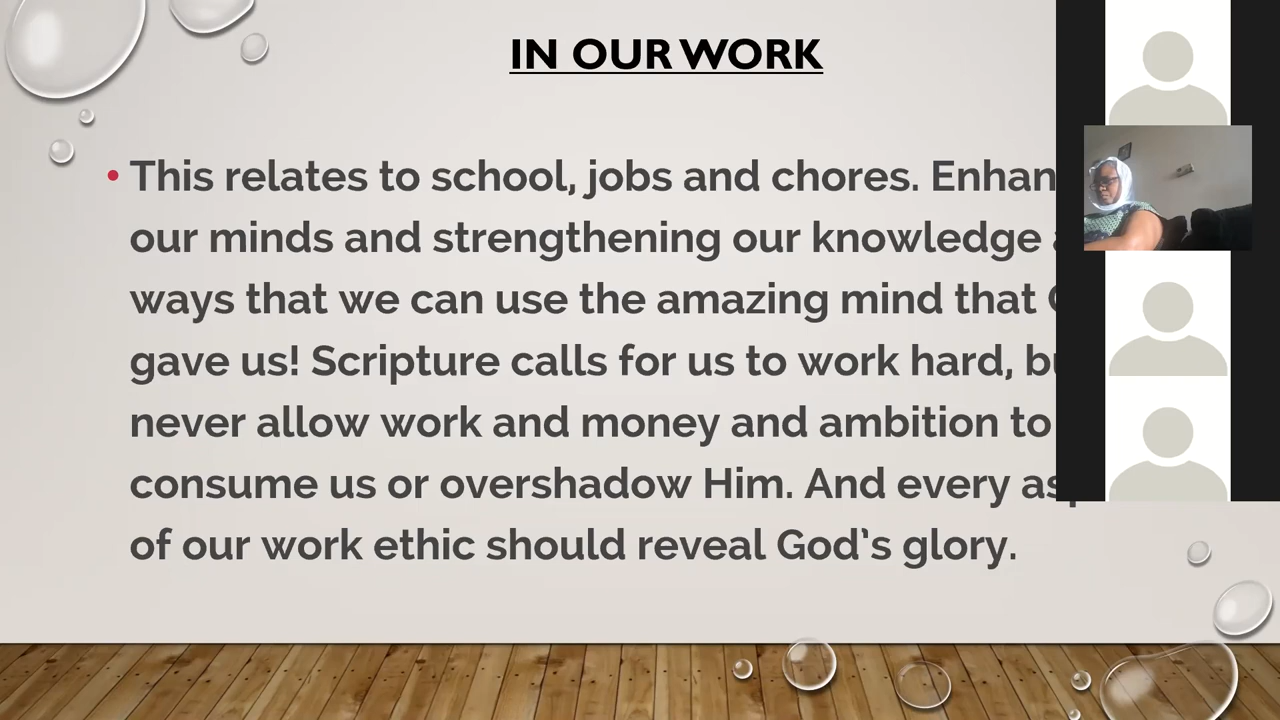 IN OUR WORK
This relates to school, jobs and chores.
our minds and strengthening our knowledge
ways that we can use the amazing mind that
gave us! Scripture calls for us to work hard,
never allow work and money and ambition to
consume us or overshadow Him. And every
of our work ethic should reveal God's glory.